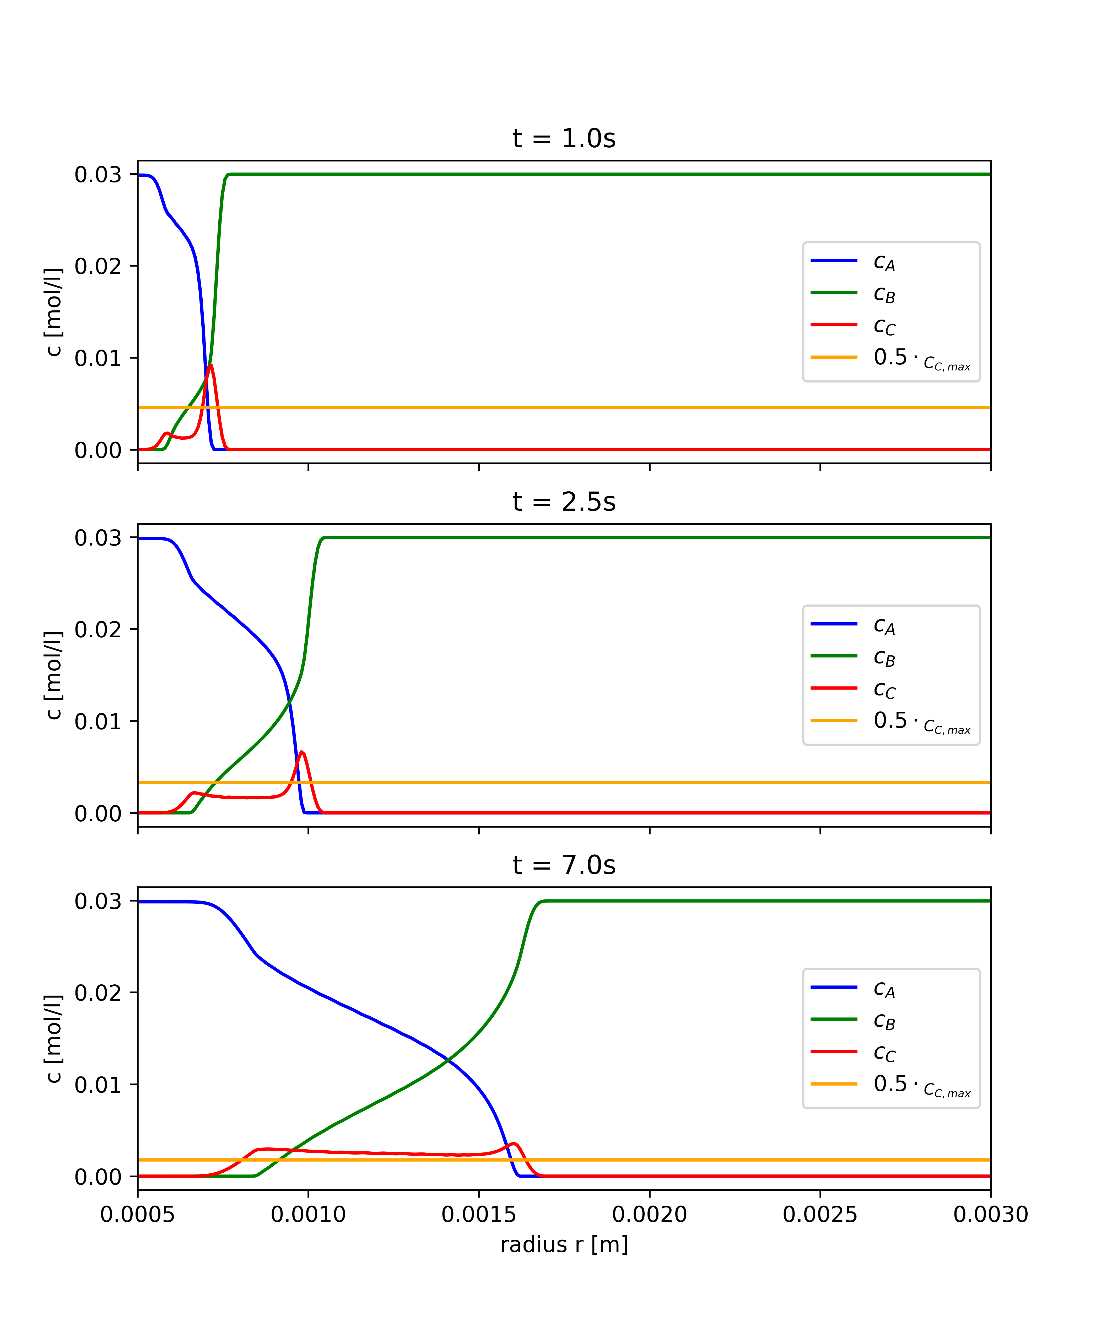 t = 1.0s
0.03
0.02
0.01
0.00
c [mol/l]
c_A
c_B
c_C
0.5 · c_{C,max}
t = 2.5s
0.03
0.02
0.01
0.00
c [mol/l]
c_A
c_B
c_C
0.5 · c_{C,max}
t = 7.0s
0.03
0.02
0.01
0.00
c [mol/l]
c_A
c_B
c_C
0.5 · c_{C,max}
0.0005 0.0010 0.0015 0.0020 0.0025 0.0030
radius r [m]